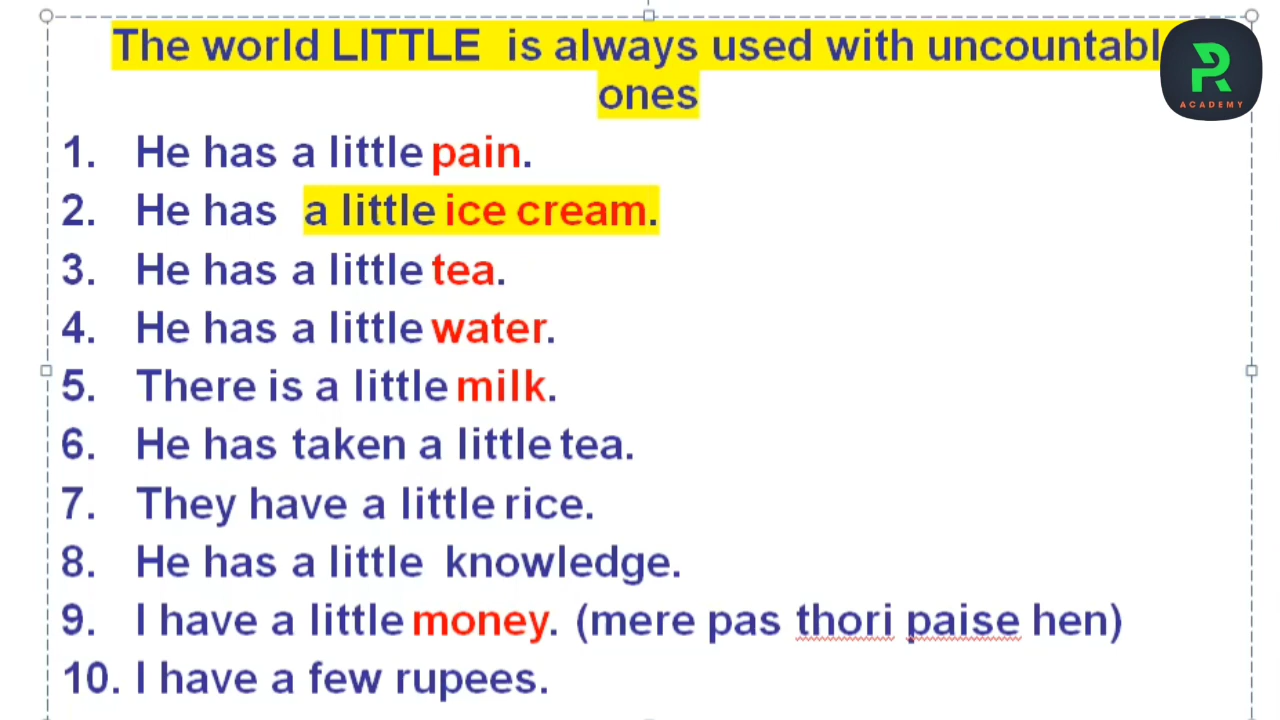 The world LITTLE is always used with uncountabl
ones
1. He has a little pain.
2. He has a little ice cream.
3. He has a little tea.
4. He has a little water.
5. There is a little milk.
6. He has taken a little tea.
7. They have a little rice.
8. He has a little knowledge.
9. I have a little money. (mere pas thori paise hen)
10. I have a few rupees.
PR
ACADEMY